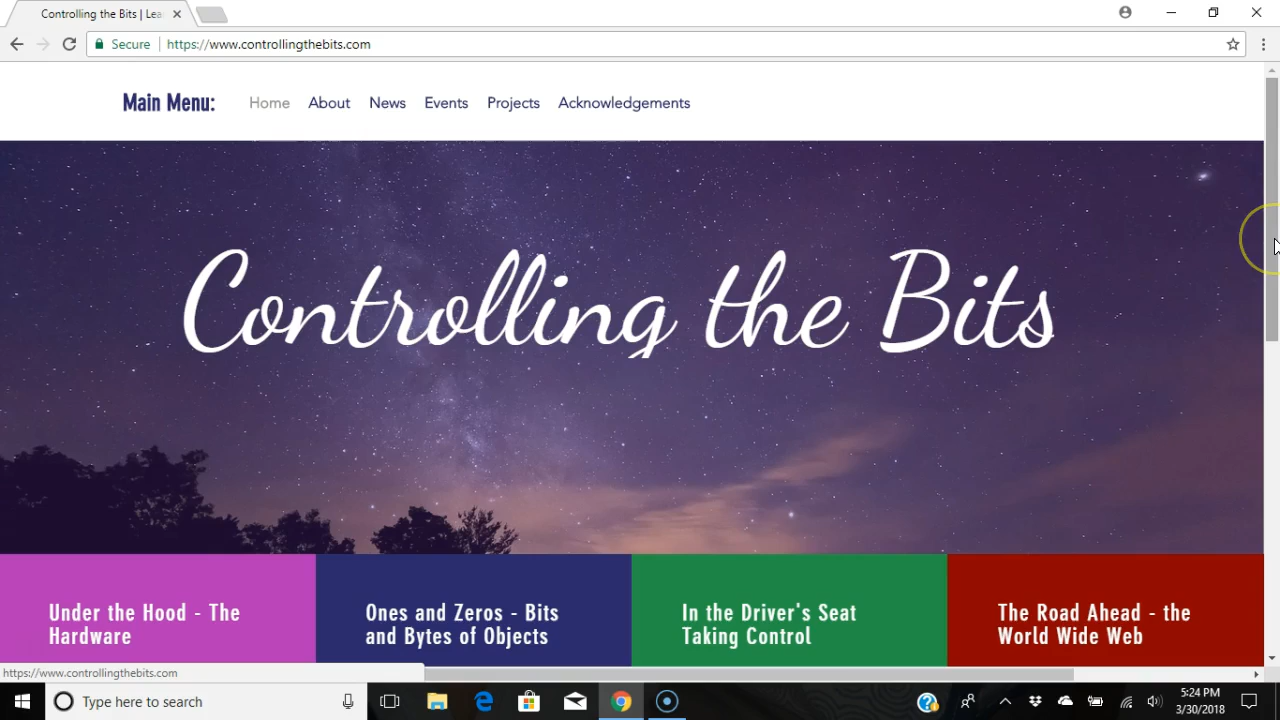 Controlling the Bits | Lea
Secure https://www.controllingthebits.com
Main Menu: Home About News Events Projects Acknowledgements
Controlling the Bits
Under the Hood - The
Hardware
Ones and Zeros - Bits
and Bytes of Objects
In the Driver's Seat
Taking Control
The Road Ahead - the
World Wide Web
https://www.controllingthebits.com
Type here to search
5:24 PM
3/30/2018